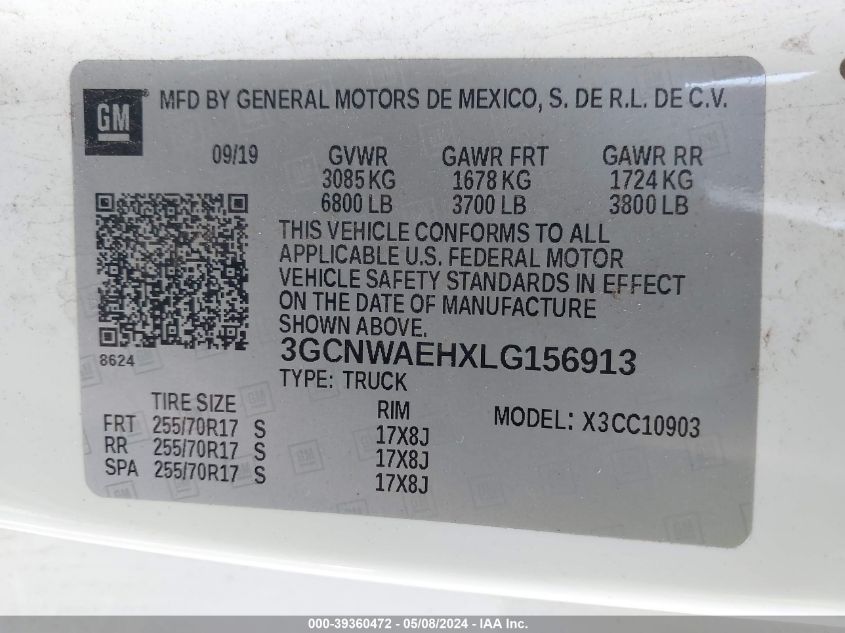 GM ® MFD BY GENERAL MOTORS DE MEXICO, S. DE R.L. DE C.V.
09/19 GVWR GAWR FRT GAWR RR
3085 KG 1678 KG 1724 KG
6800 LB 3700 LB 3800 LB
THIS VEHICLE CONFORMS TO ALL
APPLICABLE U.S. FEDERAL MOTOR
VEHICLE SAFETY STANDARDS IN EFFECT
ON THE DATE OF MANUFACTURE
SHOWN ABOVE.
8624
3GCNWAEHXLG156913
TYPE: TRUCK
TIRE SIZE RIM MODEL: X3CC10903
FRT 255/70R17 S 17X8J
RR 255/70R17 S 17X8J
SPA 255/70R17 S 17X8J
000-39360472 - 05/08/2024 - IAA Inc.